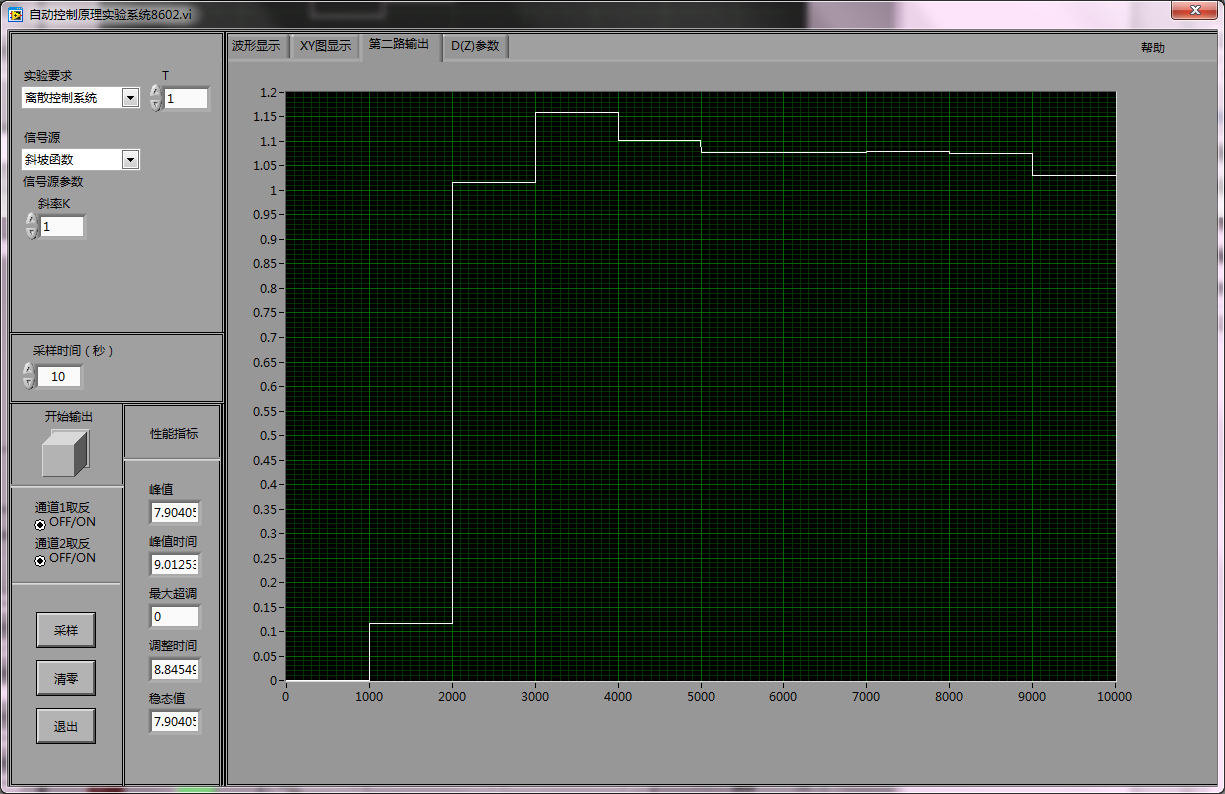 自动控制原理实验系统8602.vi
波形显示 XY图显示 第二路输出 D(Z)参数 帮助
实验要求 T
离散控制系统 1
信号源
斜坡函数
信号源参数
斜率K
1
采样时间（秒）
10
开始输出
通道1取反
OFF/ON
通道2取反
OFF/ON
采样
清零
退出
性能指标
峰值
7.90405
峰值时间
9.01253
最大超调
0
调整时间
8.84549
稳态值
7.90405
1.2
1.15
1.1
1.05
1
0.95
0.9
0.85
0.8
0.75
0.7
0.65
0.6
0.55
0.5
0.45
0.4
0.35
0.3
0.25
0.2
0.15
0.1
0.05
0
0 1000 2000 3000 4000 5000 6000 7000 8000 9000 10000